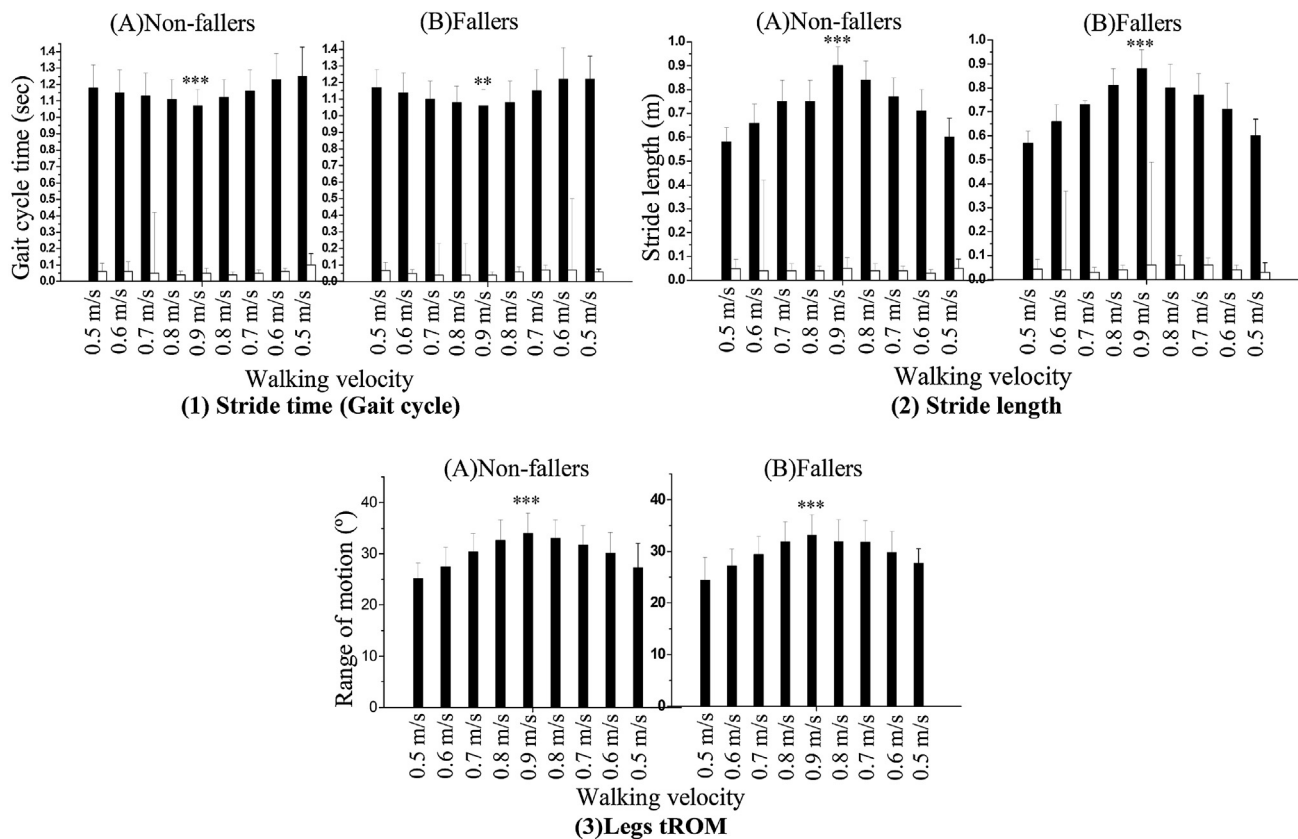 (A)Non-fallers
(B)Fallers
Gait cycle time (sec)
1.4
1.3
1.2
1.1
1.0
0.9
0.8
0.7
0.6
0.5
0.4
0.3
0.2
0.1
0.0
***
1.4
1.3
1.2
1.1
1.0
0.9
0.8
0.7
0.6
0.5
0.4
0.3
0.2
0.1
0.0
**
0.5 m/s
0.6 m/s
0.7 m/s
0.8 m/s
0.9 m/s
0.8 m/s
0.7 m/s
0.6 m/s
0.5 m/s
0.5 m/s
0.6 m/s
0.7 m/s
0.8 m/s
0.9 m/s
0.8 m/s
0.7 m/s
0.6 m/s
0.5 m/s
Walking velocity
(1) Stride time (Gait cycle)
(A)Non-fallers
(B)Fallers
Stride length (m)
1.0
0.9
0.8
0.7
0.6
0.5
0.4
0.3
0.2
0.1
0.0
***
1.0
0.9
0.8
0.7
0.6
0.5
0.4
0.3
0.2
0.1
0.0
***
0.5 m/s
0.6 m/s
0.7 m/s
0.8 m/s
0.9 m/s
0.8 m/s
0.7 m/s
0.6 m/s
0.5 m/s
0.5 m/s
0.6 m/s
0.7 m/s
0.8 m/s
0.9 m/s
0.8 m/s
0.7 m/s
0.6 m/s
0.5 m/s
Walking velocity
(2) Stride length
(A)Non-fallers
(B)Fallers
Range of motion (º)
40
30
20
10
0
***
40
30
20
10
0
***
0.5 m/s
0.6 m/s
0.7 m/s
0.8 m/s
0.9 m/s
0.8 m/s
0.7 m/s
0.6 m/s
0.5 m/s
0.5 m/s
0.6 m/s
0.7 m/s
0.8 m/s
0.9 m/s
0.8 m/s
0.7 m/s
0.6 m/s
0.5 m/s
Walking velocity
(3)Legs tROM